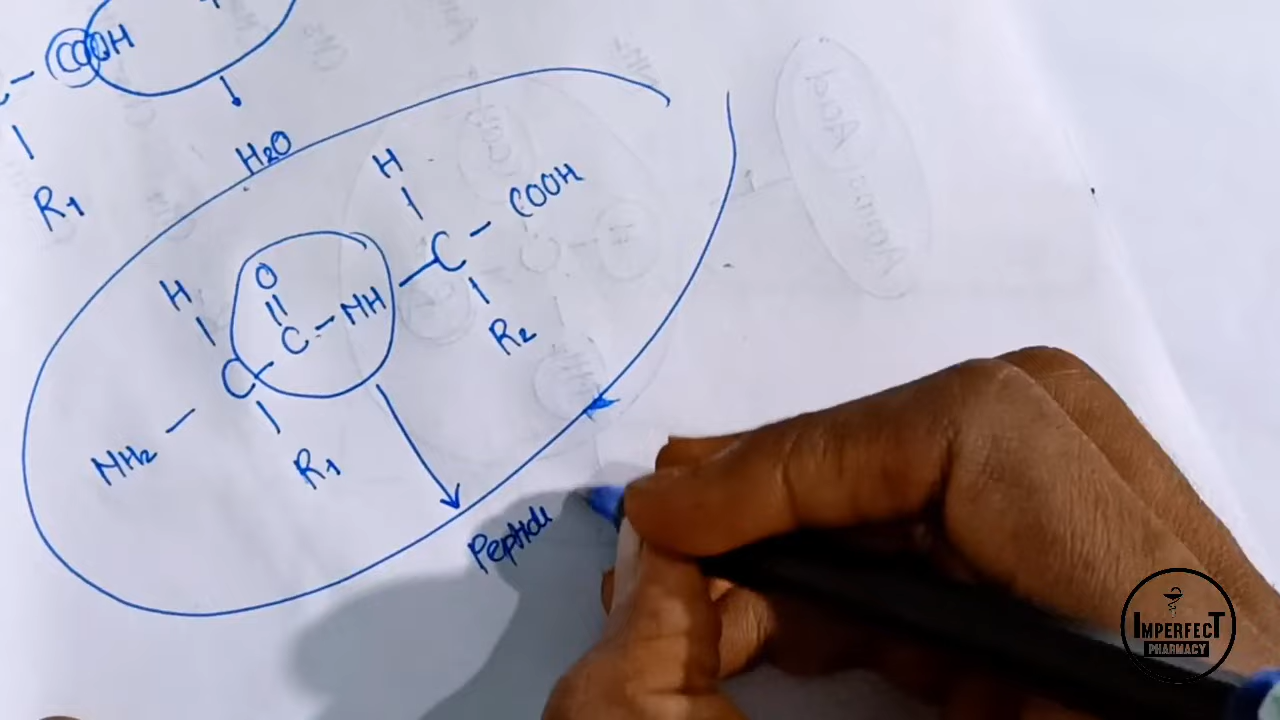 - COOH
R1
H2O
H
COOH
C
H
O
C - NH
C
R2
NH2
R1
Peptide
IMPERFECT
PHARMACY